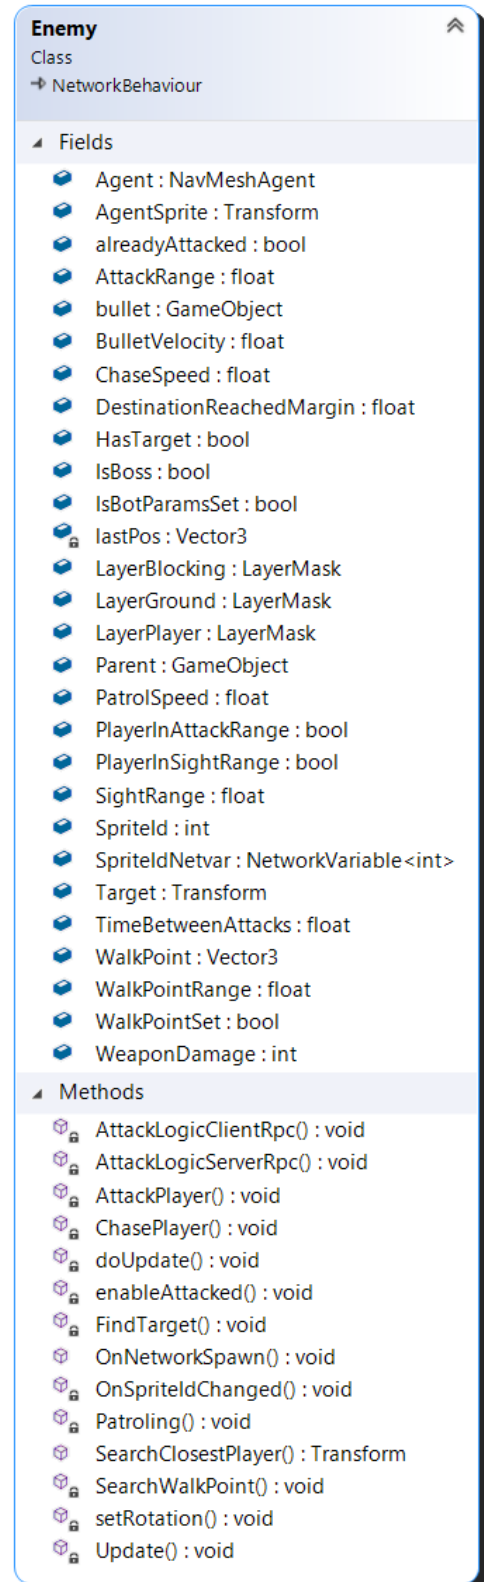 Enemy
Class
NetworkBehaviour
Fields
Agent : NavMeshAgent
AgentSprite : Transform
alreadyAttacked : bool
AttackRange : float
bullet : GameObject
BulletVelocity : float
ChaseSpeed : float
DestinationReachedMargin : float
HasTarget : bool
IsBoss : bool
IsBotParamsSet : bool
lastPos : Vector3
LayerBlocking : LayerMask
LayerGround : LayerMask
LayerPlayer : LayerMask
Parent : GameObject
PatrolSpeed : float
PlayerInAttackRange : bool
PlayerInSightRange : bool
SightRange : float
SpriteId : int
SpriteIdNetvar : NetworkVariable<int>
Target : Transform
TimeBetweenAttacks : float
WalkPoint : Vector3
WalkPointRange : float
WalkPointSet : bool
WeaponDamage : int
Methods
AttackLogicClientRpc() : void
AttackLogicServerRpc() : void
AttackPlayer() : void
ChasePlayer() : void
doUpdate() : void
enableAttacked() : void
FindTarget() : void
OnNetworkSpawn() : void
OnSpriteIdChanged() : void
Patroling() : void
SearchClosestPlayer() : Transform
SearchWalkPoint() : void
setRotation() : void
Update() : void